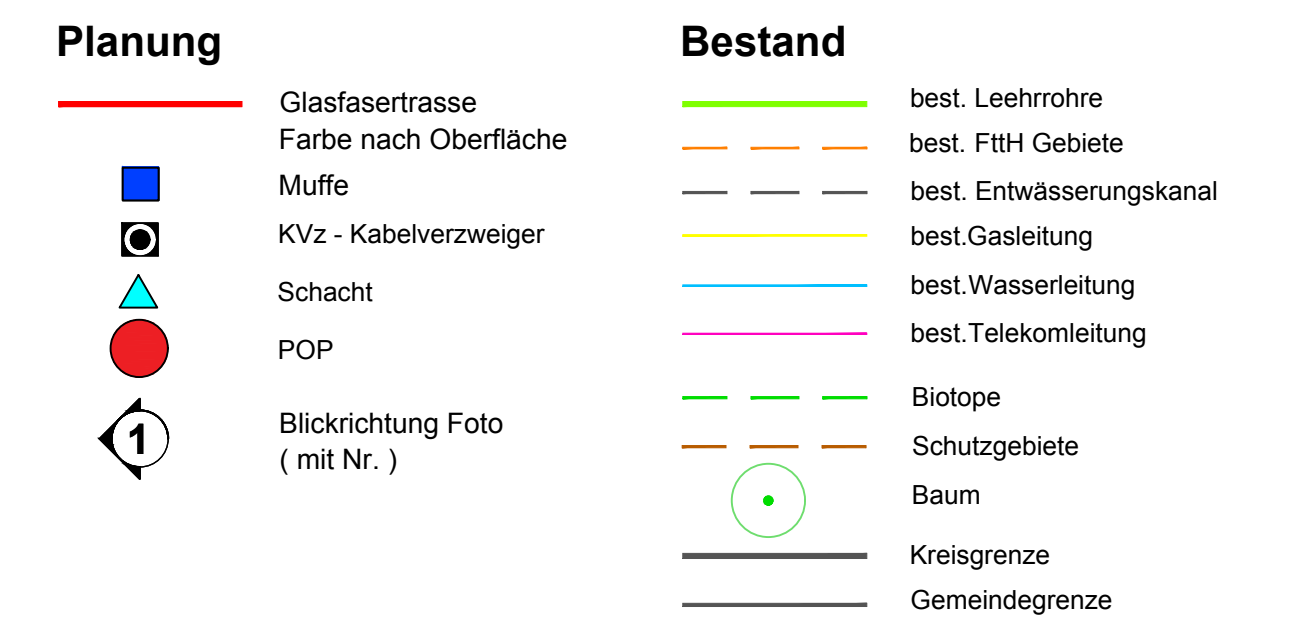 Planung
Glasfasertrasse
Farbe nach Oberfläche
Muffe
KVz - Kabelverzweiger
Schacht
POP
1
Blickrichtung Foto
( mit Nr. )
Bestand
best. Leehrrohre
best. FttH Gebiete
best. Entwässerungskanal
best.Gasleitung
best.Wasserleitung
best.Telekomleitung
Biotope
Schutzgebiete
Baum
Kreisgrenze
Gemeindegrenze